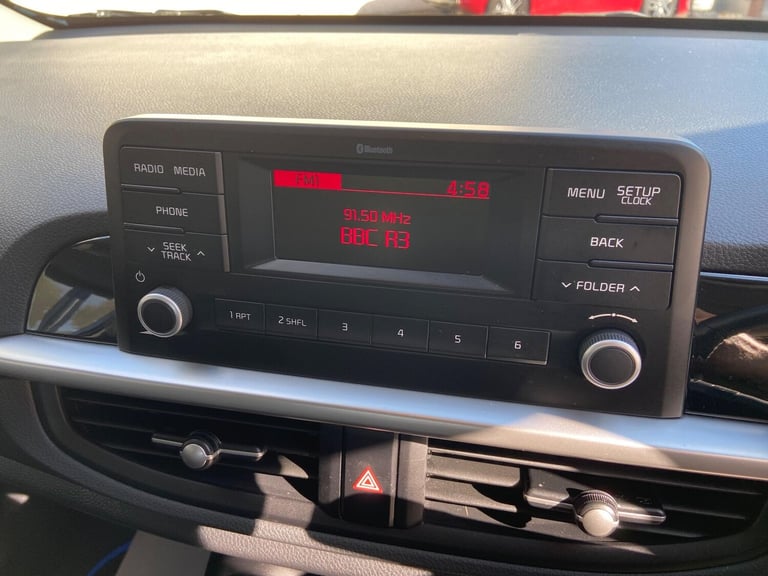 Bluetooth
RADIO MEDIA
PHONE
SEEK
TRACK
FM1
4:58
91.50 MHz
BBC R3
MENU
SETUP
CLOCK
BACK
FOLDER
1 RPT
2 SHFL
3
4
5
6